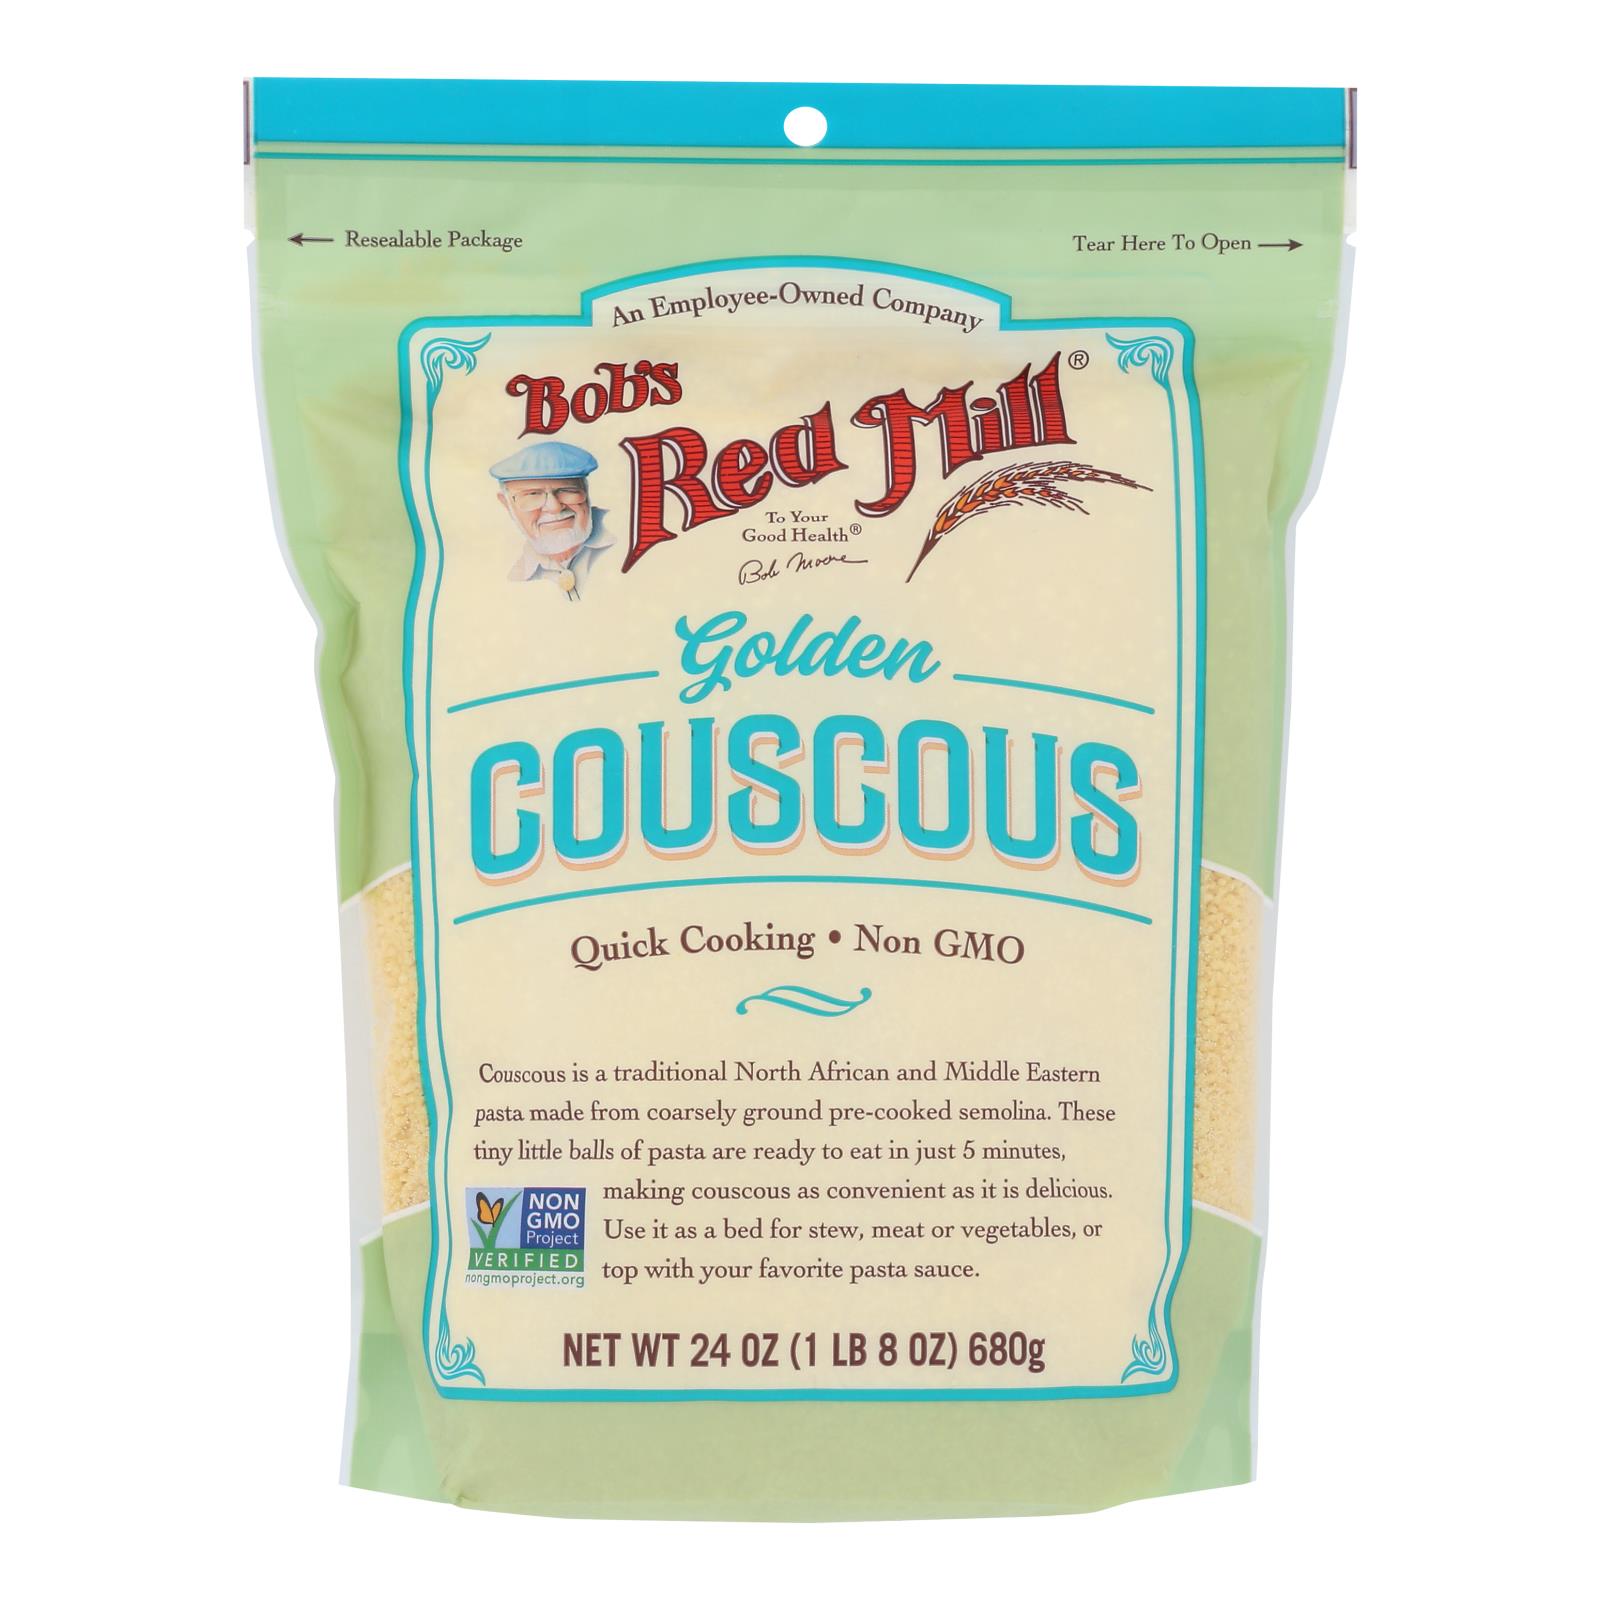 Resealable Package
Tear Here To Open
An Employee-Owned Company
Bob's
Red Mill®
To Your
Good Health®
Bob Moore
Golden
COUSCOUS
Quick Cooking • Non GMO
Couscous is a traditional North African and Middle Eastern
pasta made from coarsely ground pre-cooked semolina. These
tiny little balls of pasta are ready to eat in just 5 minutes,
making couscous as convenient as it is delicious.
Use it as a bed for stew, meat or vegetables, or
top with your favorite pasta sauce.
NON
GMO
Project
VERIFIED
nongmoproject.org
NET WT 24 OZ (1 LB 8 OZ) 680g